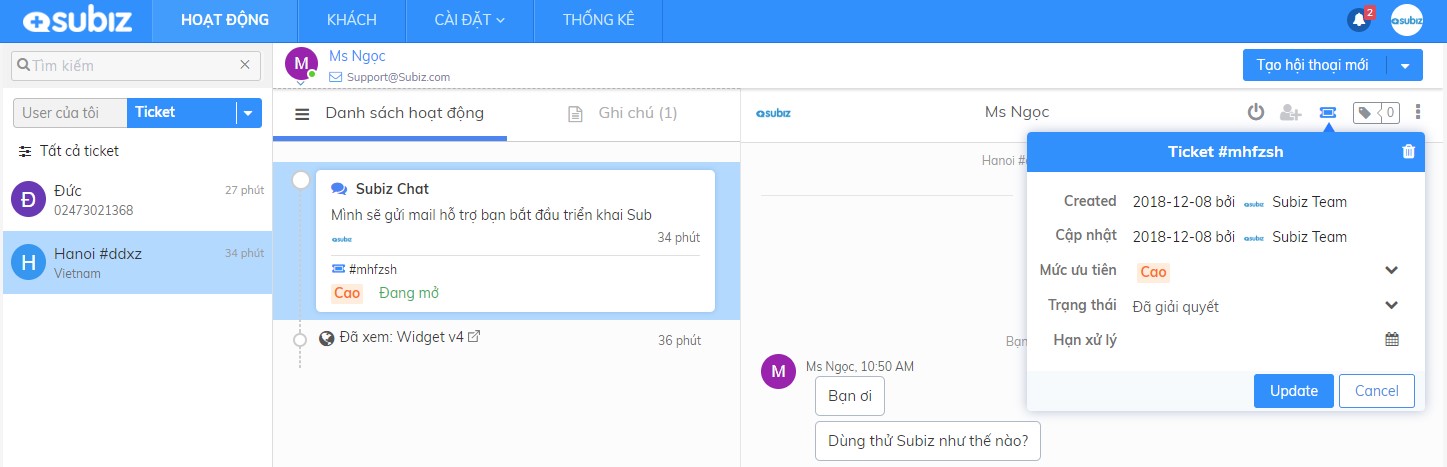 subiz HOẠT ĐỘNG KHÁCH CÀI ĐẶT THỐNG KÊ 2 subiz
Tìm kiếm
M Ms Ngọc
Support@Subiz.com
Tạo hội thoại mới
User của tôi Ticket
Danh sách hoạt động Ghi chú (1)
subiz Ms Ngọc 0
Tất cả ticket
Đ Đức 27 phút
02473021368
H Hanoi #ddxz 34 phút
Vietnam
Subiz Chat
Mình sẽ gửi mail hỗ trợ bạn bắt đầu triển khai Sub
subiz 34 phút
#mhfzsh
Cao Đang mở
Đã xem: Widget v4 36 phút
Hanoi #
Bạn
Ticket #mhfzsh
Created 2018-12-08 bởi subiz Subiz Team
Cập nhật 2018-12-08 bởi subiz Subiz Team
Mức ưu tiên Cao
Trạng thái Đã giải quyết
Hạn xử lý
Update Cancel
M Ms Ngọc, 10:50 AM
Bạn ơi
Dùng thử Subiz như thế nào?